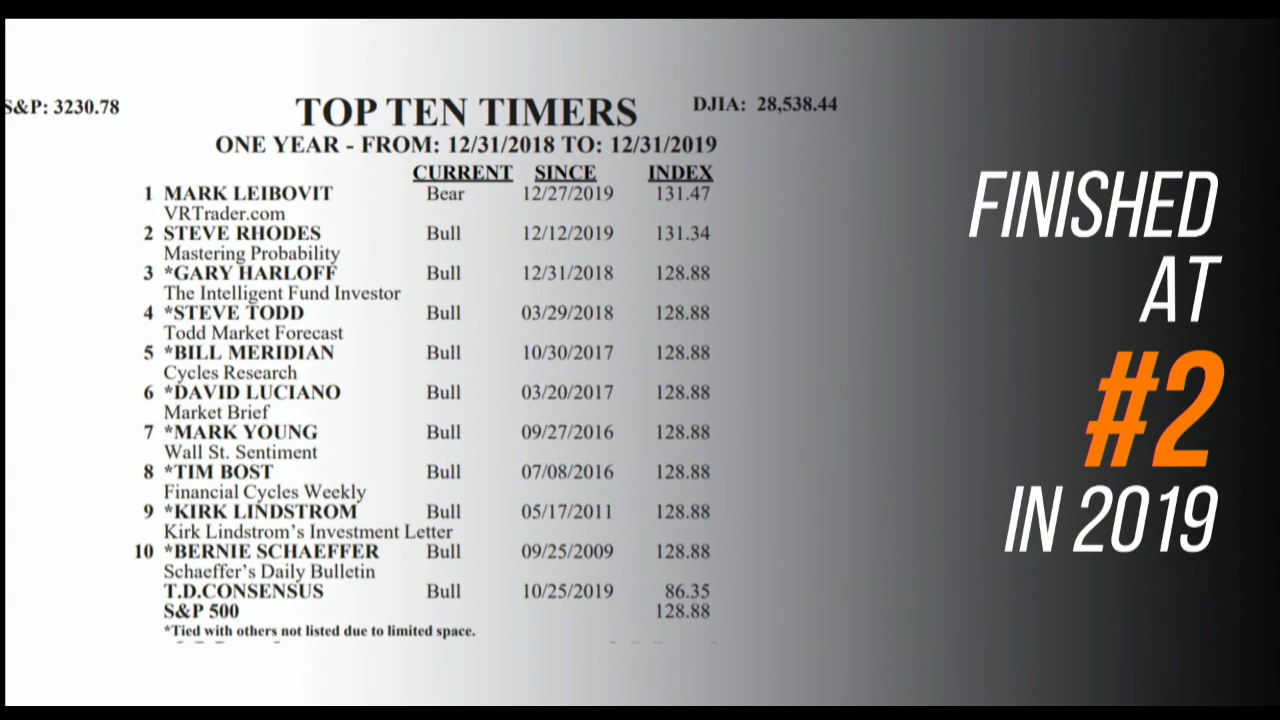 S&P: 3230.78
TOP TEN TIMERS
DJIA: 28,538.44
ONE YEAR - FROM: 12/31/2018 TO: 12/31/2019
CURRENT SINCE INDEX
1 MARK LEIBOVIT Bear 12/27/2019 131.47
VRTrader.com
2 STEVE RHODES Bull 12/12/2019 131.34
Mastering Probability
3 *GARY HARLOFF Bull 12/31/2018 128.88
The Intelligent Fund Investor
4 *STEVE TODD Bull 03/29/2018 128.88
Todd Market Forecast
5 *BILL MERIDIAN Bull 10/30/2017 128.88
Cycles Research
6 *DAVID LUCIANO Bull 03/20/2017 128.88
Market Brief
7 *MARK YOUNG Bull 09/27/2016 128.88
Wall St. Sentiment
8 *TIM BOST Bull 07/08/2016 128.88
Financial Cycles Weekly
9 *KIRK LINDSTROM Bull 05/17/2011 128.88
Kirk Lindstrom's Investment Letter
10 *BERNIE SCHAEFFER Bull 09/25/2009 128.88
Schaeffer's Daily Bulletin
T.D.CONSENSUS Bull 10/25/2019 86.35
S&P 500 128.88
*Tied with others not listed due to limited space.
FINISHED
AT
#2
IN 2019